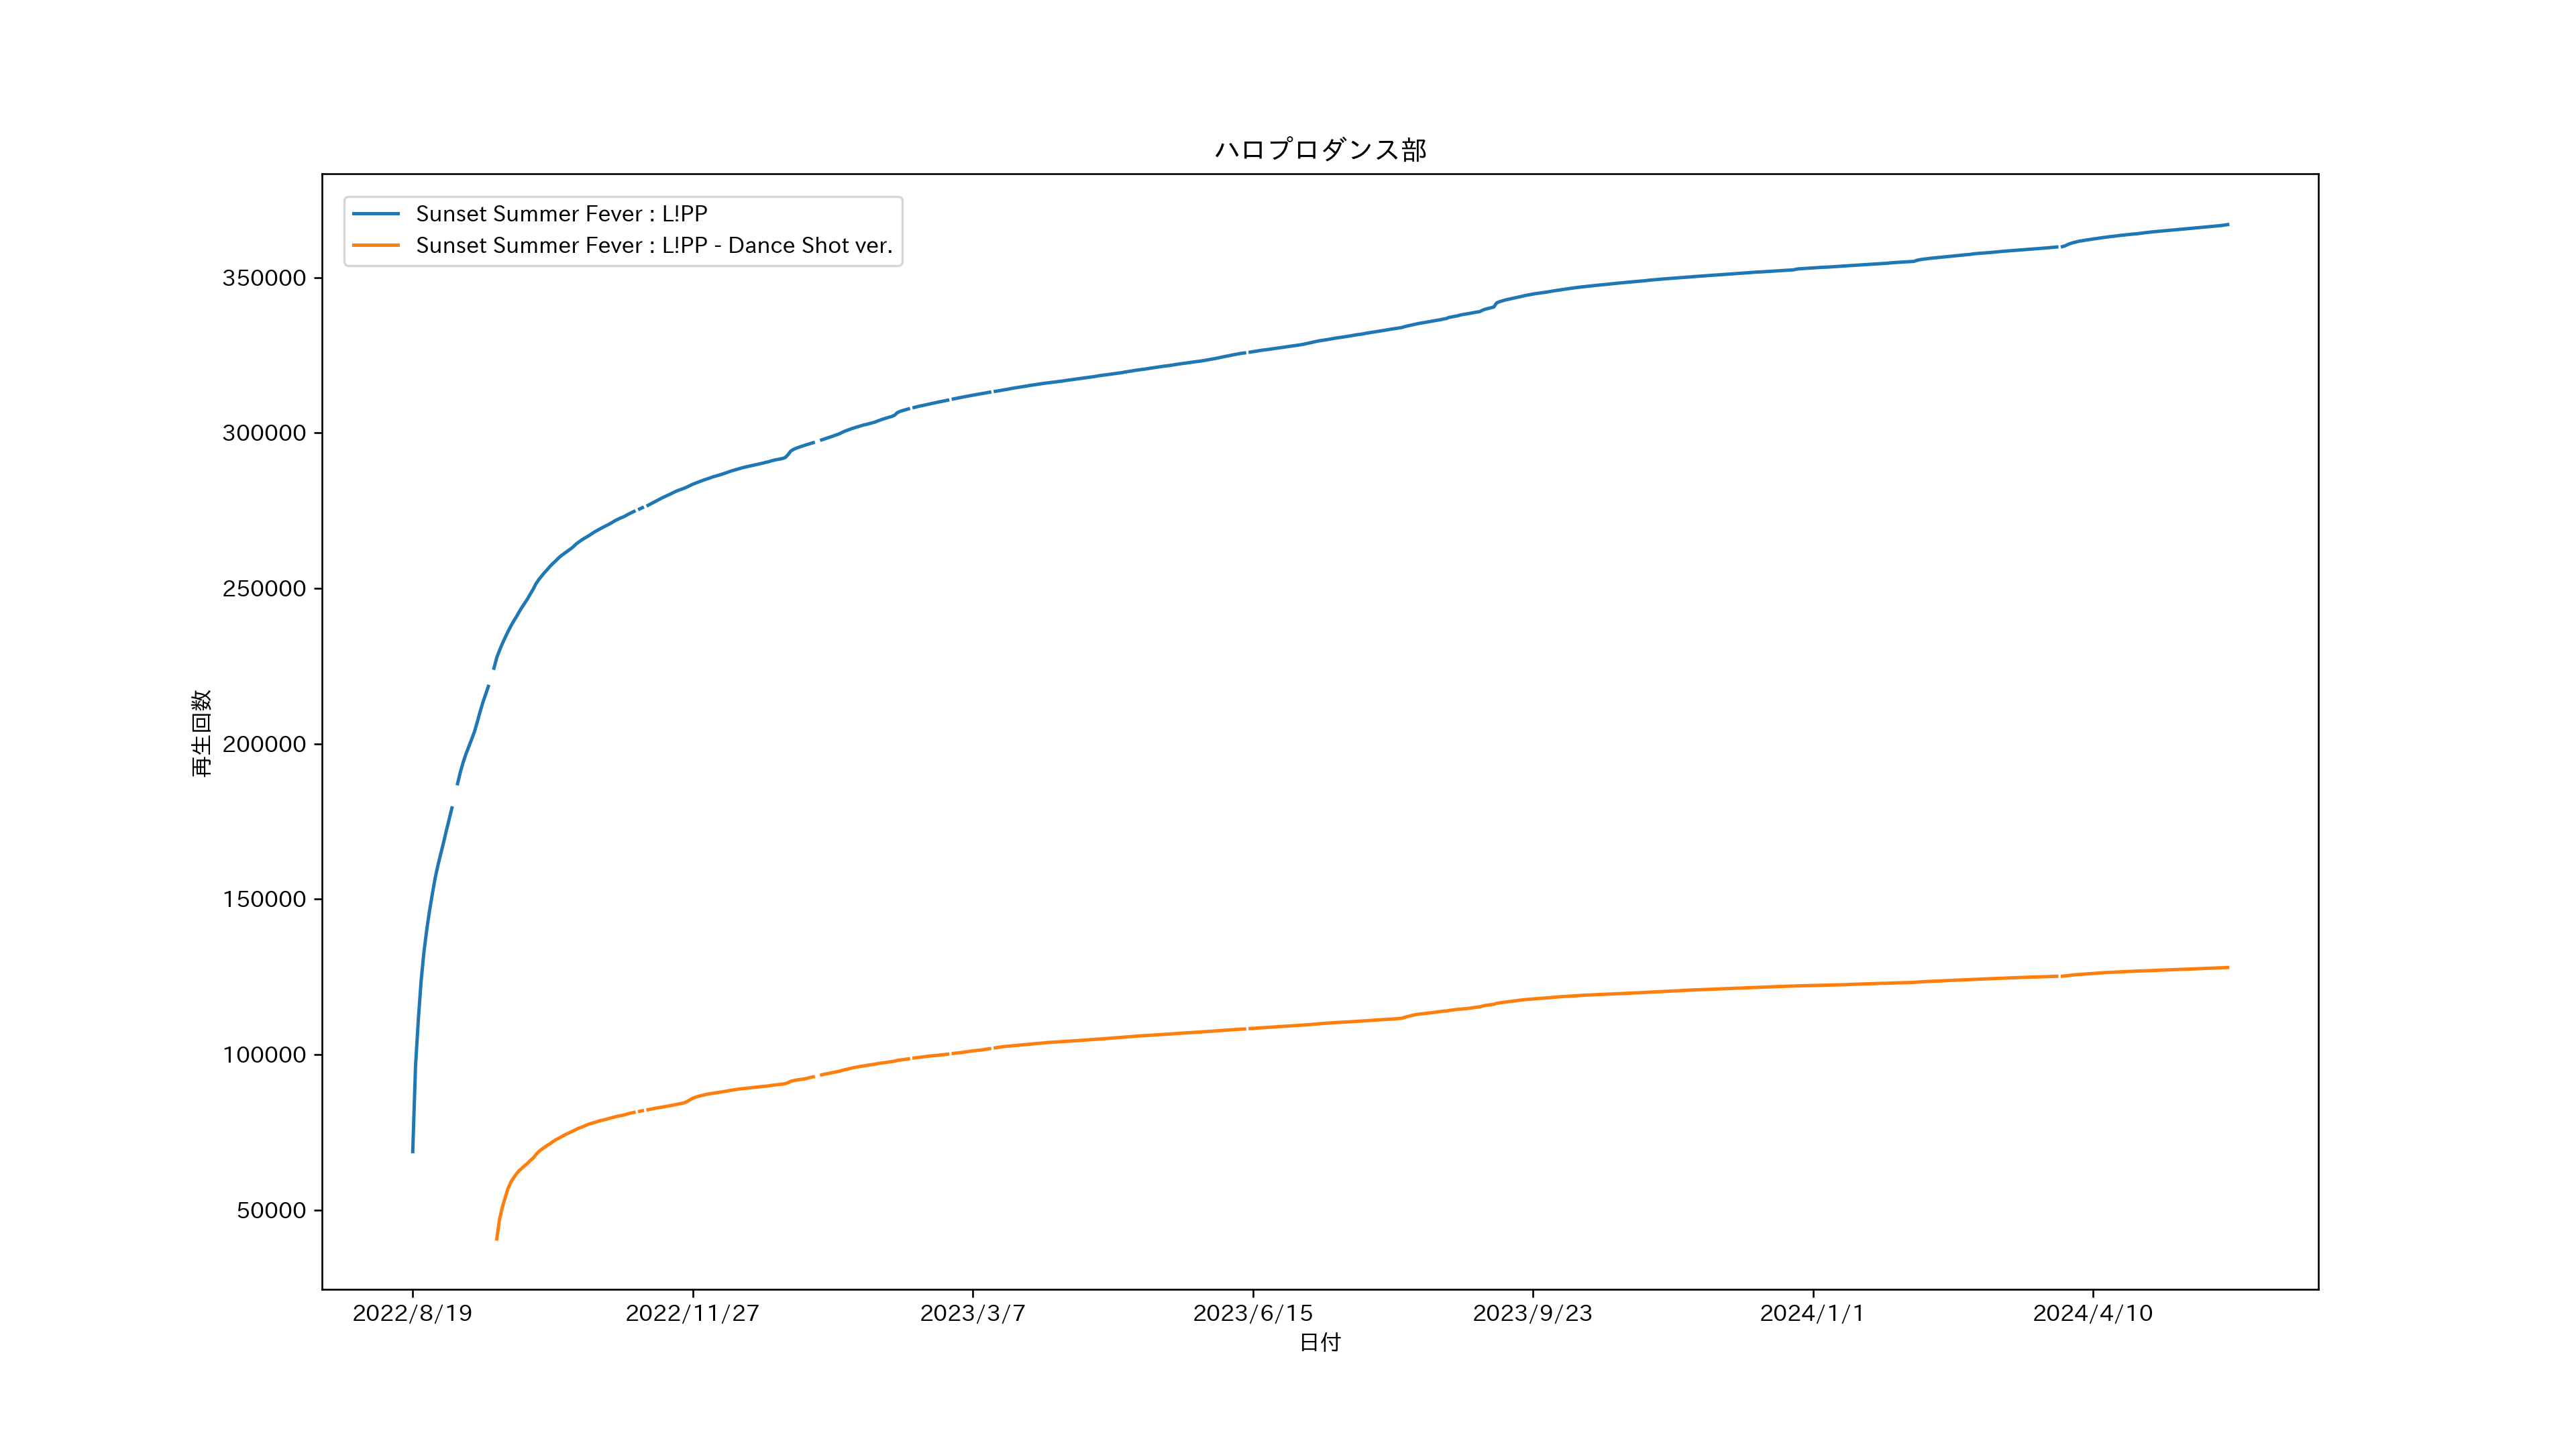 ハロプロダンス部
Sunset Summer Fever : L!PP
Sunset Summer Fever : L!PP - Dance Shot ver.
350000
300000
250000
200000
150000
100000
50000
再生回数
2022/8/19
2022/11/27
2023/3/7
2023/6/15
2023/9/23
2024/1/1
2024/4/10
日付